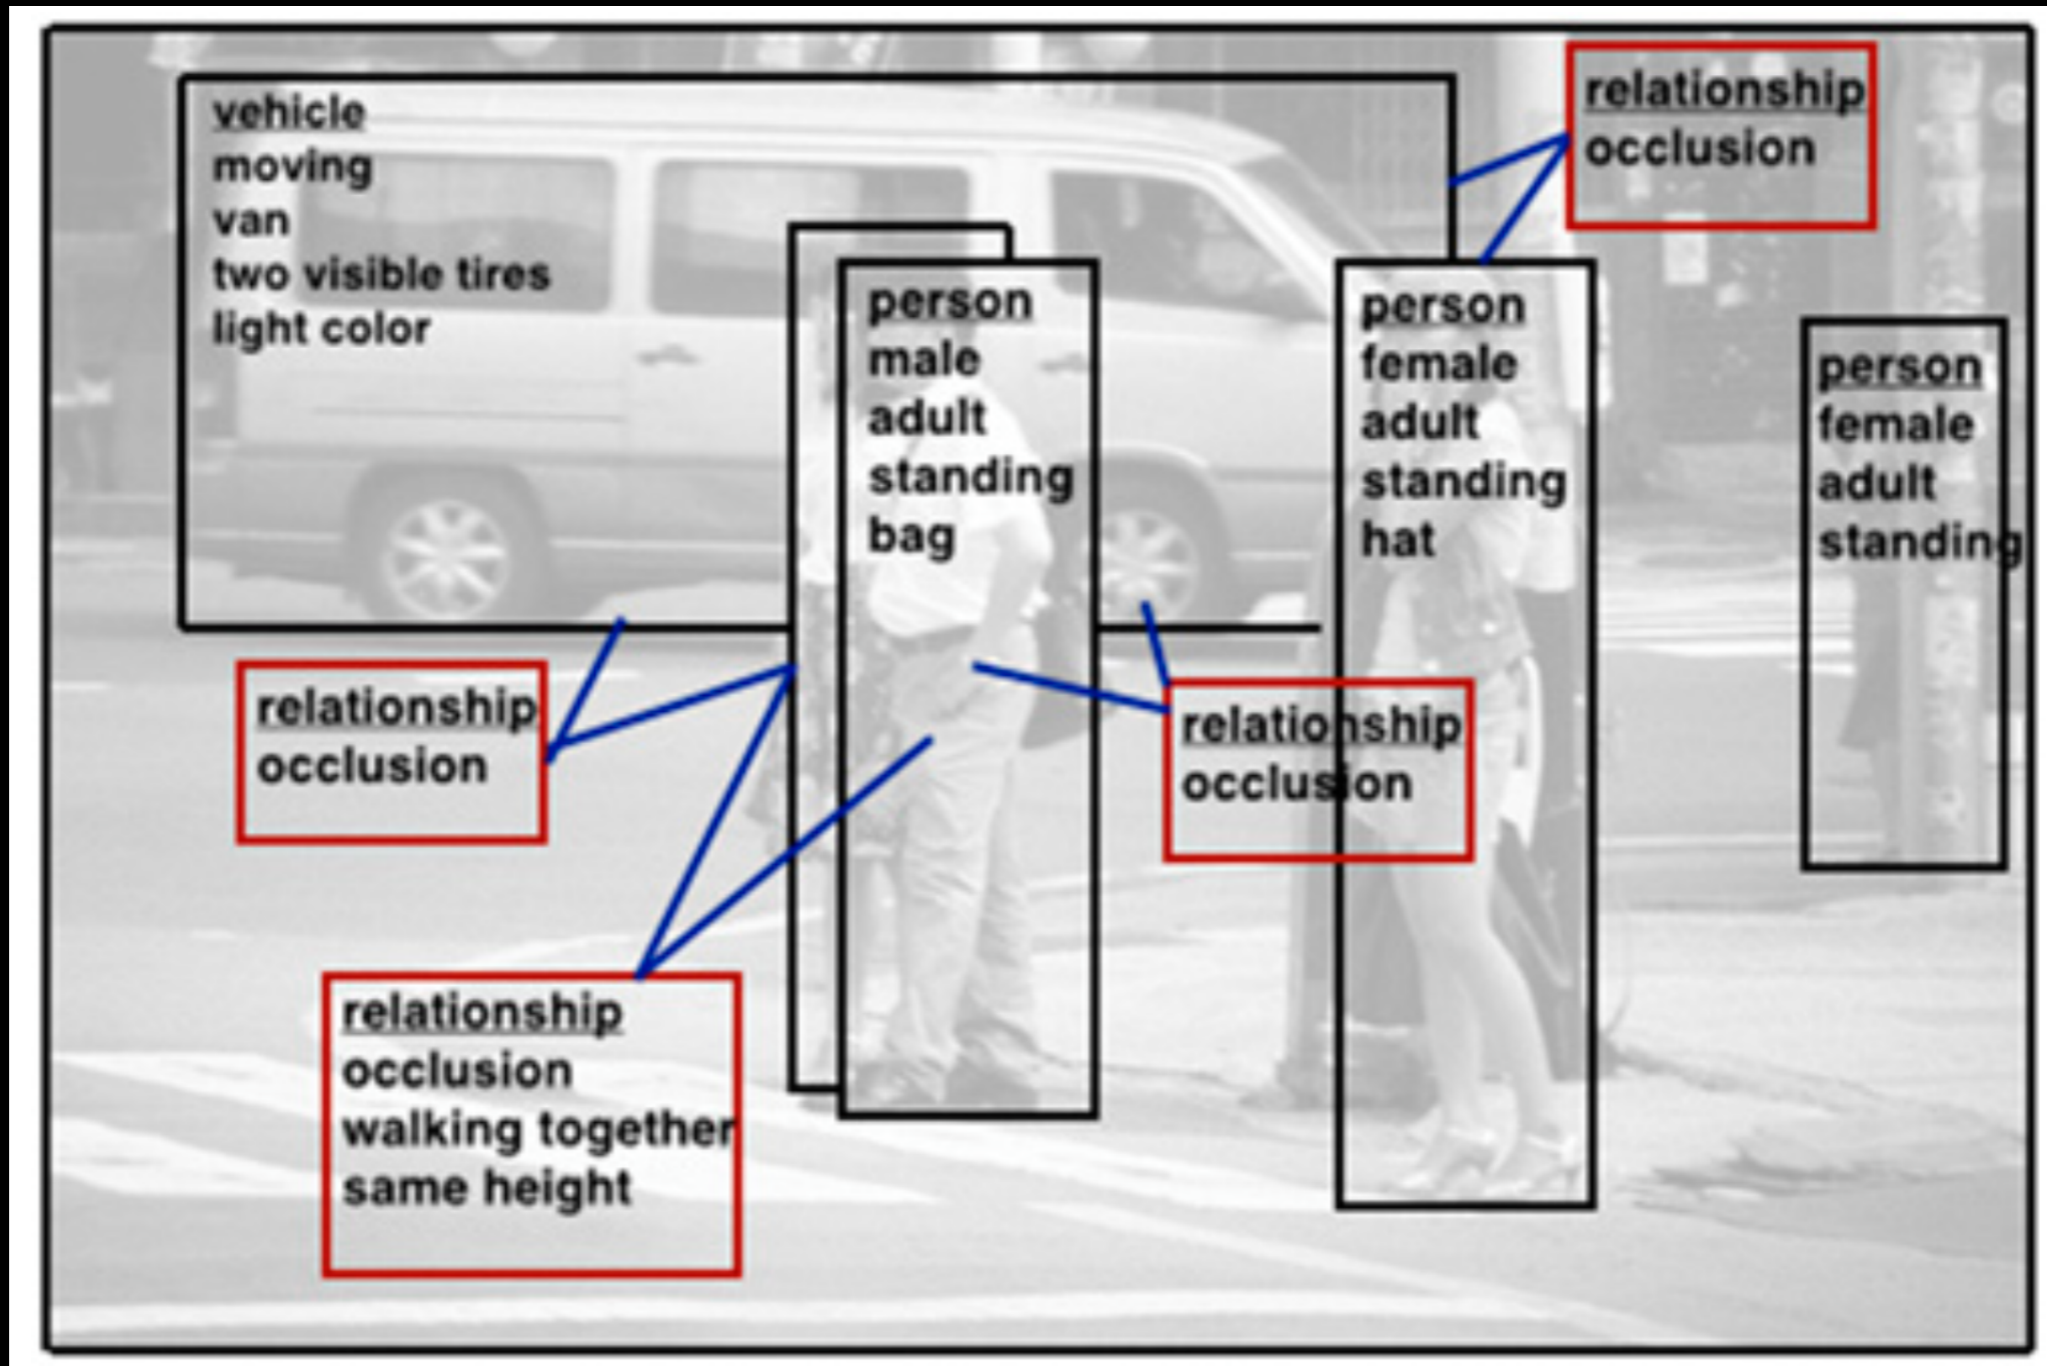 vehicle
moving
van
two visible tires
light color
relationship
occlusion
person
male
adult
standing
bag
person
female
adult
standing
hat
person
female
adult
standing
relationship
occlusion
relationship
occlusion
relationship
occlusion
walking together
same height